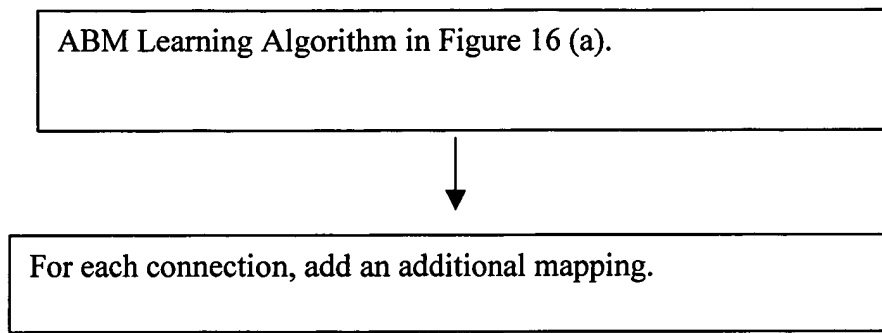 ABM Learning Algorithm in Figure 16 (a).
For each connection, add an additional mapping.